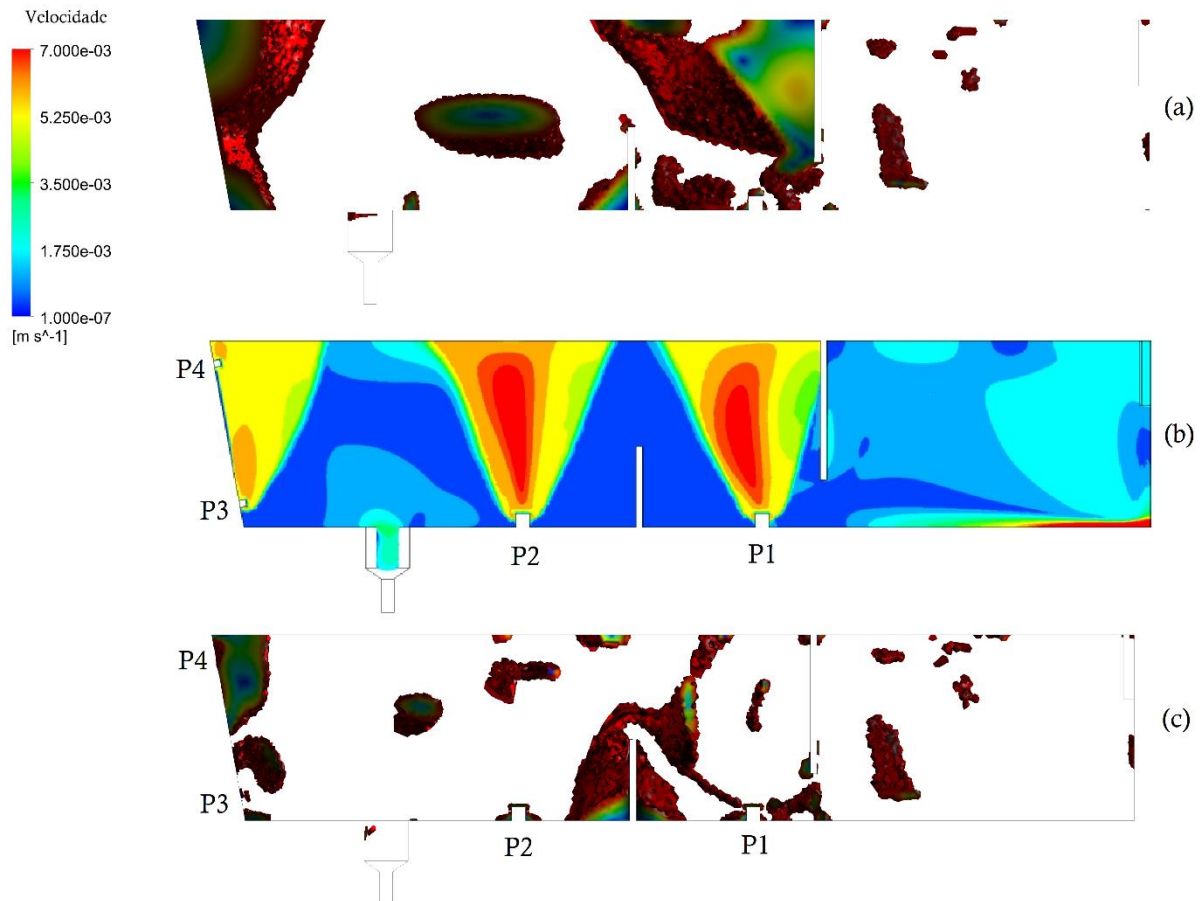 Velocidade
7.000e-03
5.250e-03
3.500e-03
1.750e-03
1.000e-07
[m s^-1]
(a)
P4
P3
P2
P1
(b)
P4
P3
P2
P1
(c)